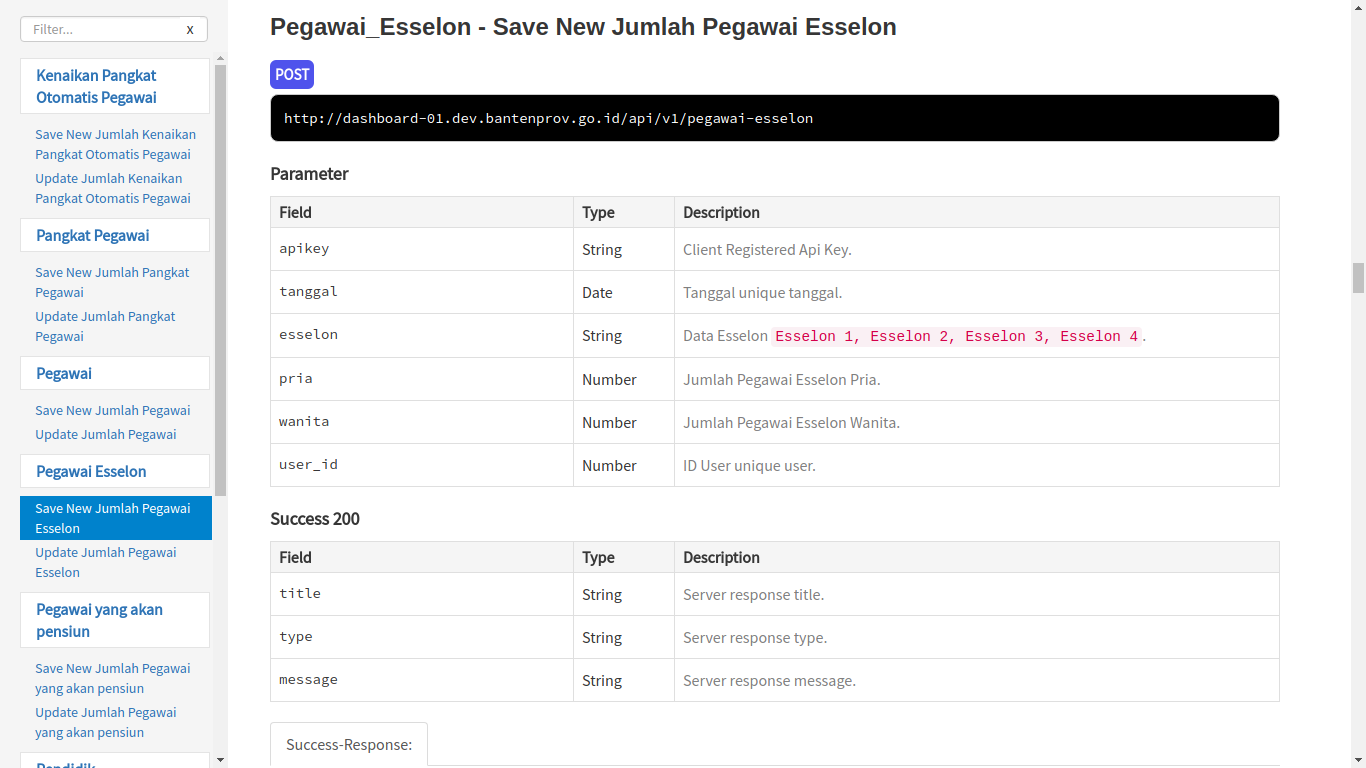 Filter...
x
Kenaikan Pangkat
Otomatis Pegawai
Save New Jumlah Kenaikan
Pangkat Otomatis Pegawai
Update Jumlah Kenaikan
Pangkat Otomatis Pegawai
Pangkat Pegawai
Save New Jumlah Pangkat
Pegawai
Update Jumlah Pangkat
Pegawai
Pegawai
Save New Jumlah Pegawai
Update Jumlah Pegawai
Pegawai Esselon
Save New Jumlah Pegawai
Esselon
Update Jumlah Pegawai
Esselon
Pegawai yang akan
pensiun
Save New Jumlah Pegawai
yang akan pensiun
Update Jumlah Pegawai
yang akan pensiun
Pendidik
Pegawai_Esselon - Save New Jumlah Pegawai Esselon
POST
http://dashboard-01.dev.bantenprov.go.id/api/v1/pegawai-esselon
Parameter
Field Type Description
apikey String Client Registered Api Key.
tanggal Date Tanggal unique tanggal.
esselon String Data Esselon Esselon 1, Esselon 2, Esselon 3, Esselon 4.
pria Number Jumlah Pegawai Esselon Pria.
wanita Number Jumlah Pegawai Esselon Wanita.
user_id Number ID User unique user.
Success 200
Field Type Description
title String Server response title.
type String Server response type.
message String Server response message.
Success-Response: